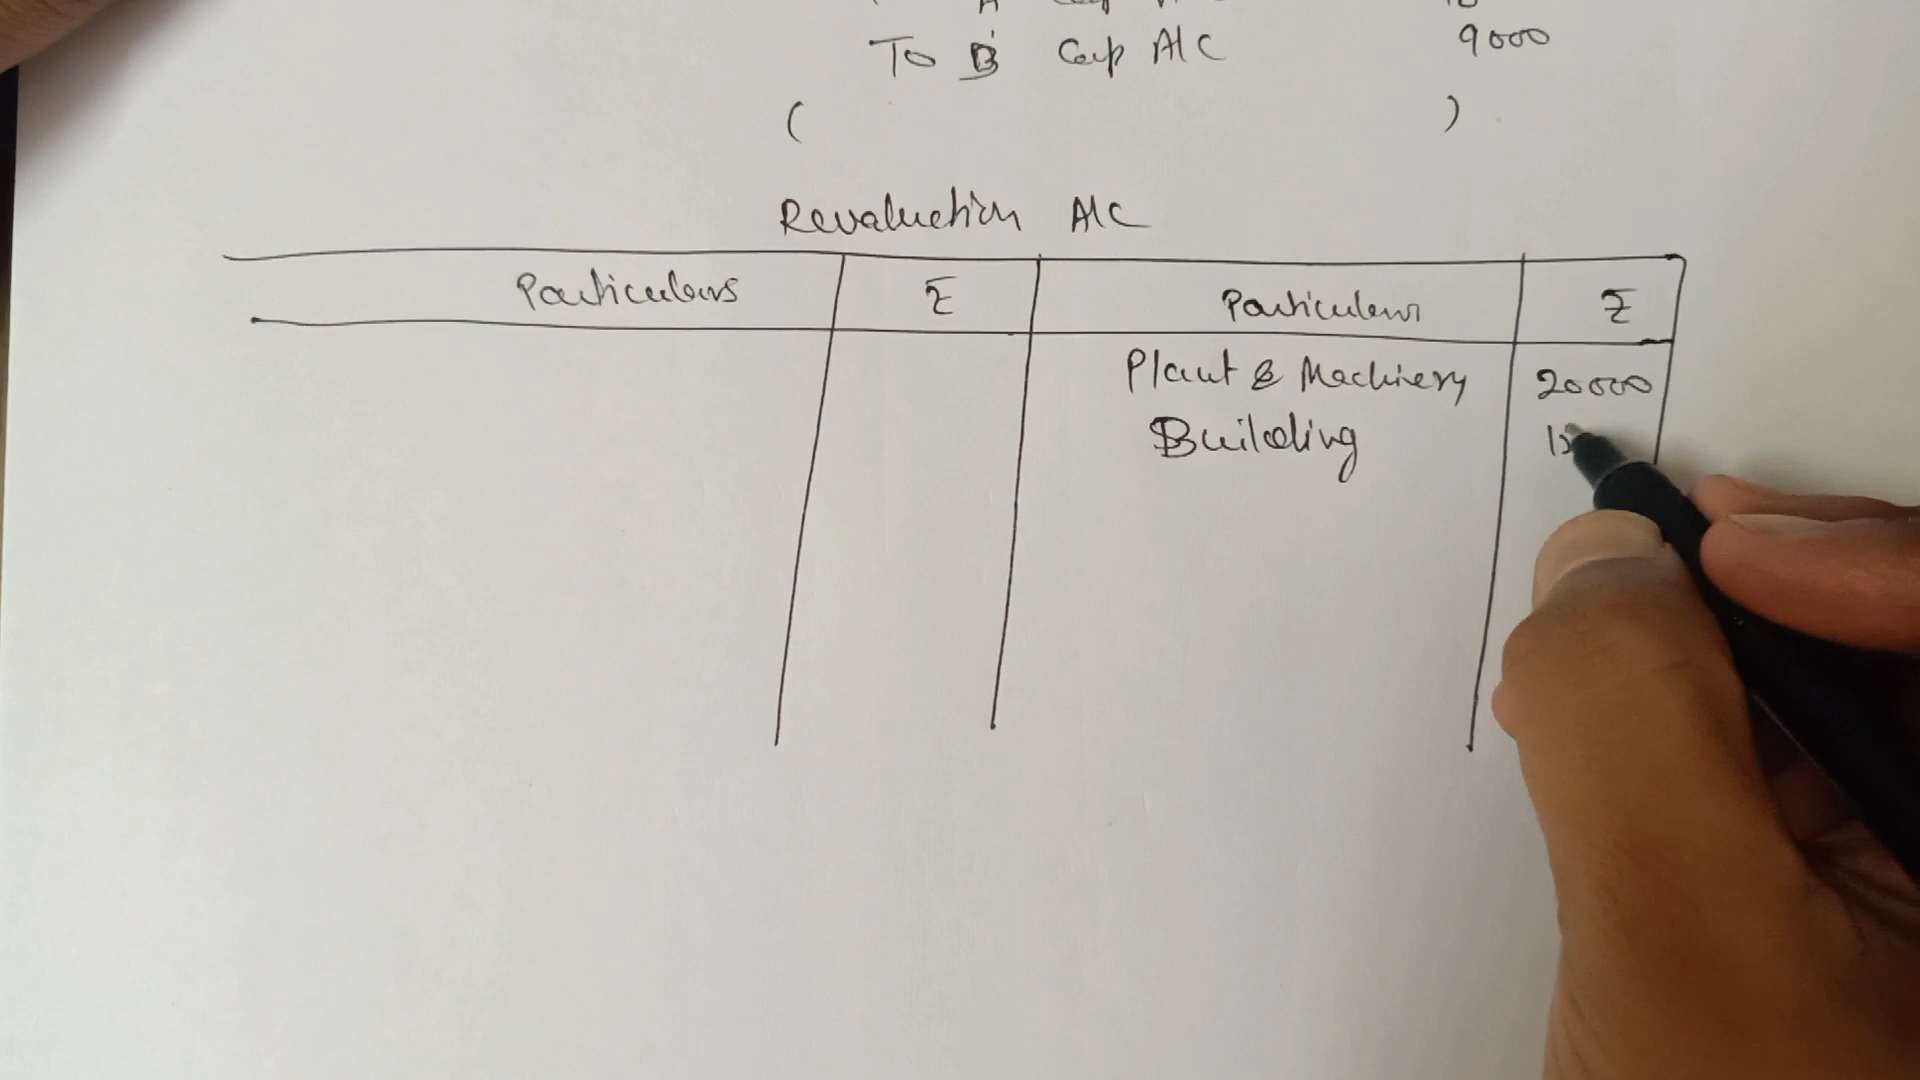 A
To B Cap A/C 9000
( )
Revaluation A/C
Particulars ₹ Particulars ₹
Plant & Machinery 20000
Building